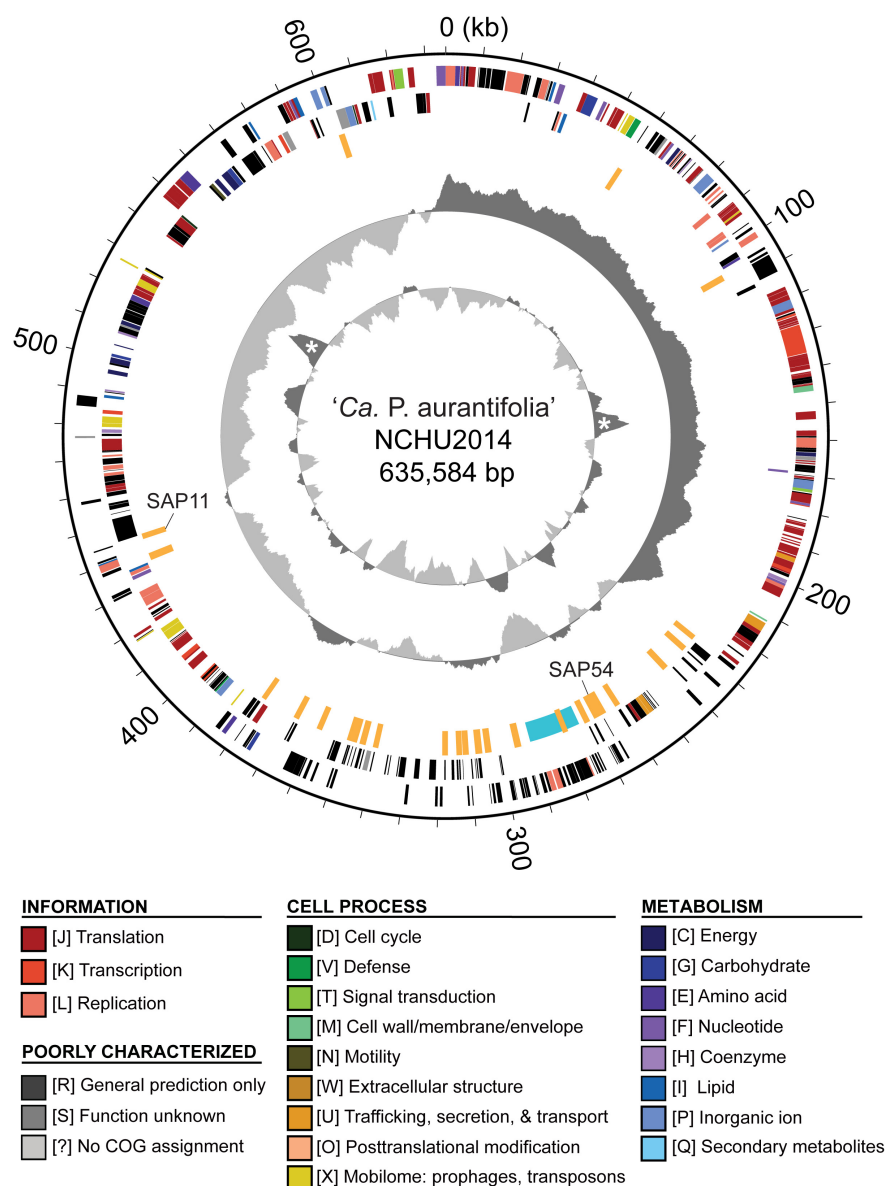 0 (kb)
600
100
500
‘Ca. P. aurantifolia’
NCHU2014
635,584 bp
*
*
SAP11
200
SAP54
400
300
INFORMATION
[J] Translation
[K] Transcription
[L] Replication
POORLY CHARACTERIZED
[R] General prediction only
[S] Function unknown
[?] No COG assignment
CELL PROCESS
[D] Cell cycle
[V] Defense
[T] Signal transduction
[M] Cell wall/membrane/envelope
[N] Motility
[W] Extracellular structure
[U] Trafficking, secretion, & transport
[O] Posttranslational modification
[X] Mobilome: prophages, transposons
METABOLISM
[C] Energy
[G] Carbohydrate
[E] Amino acid
[F] Nucleotide
[H] Coenzyme
[I] Lipid
[P] Inorganic ion
[Q] Secondary metabolites